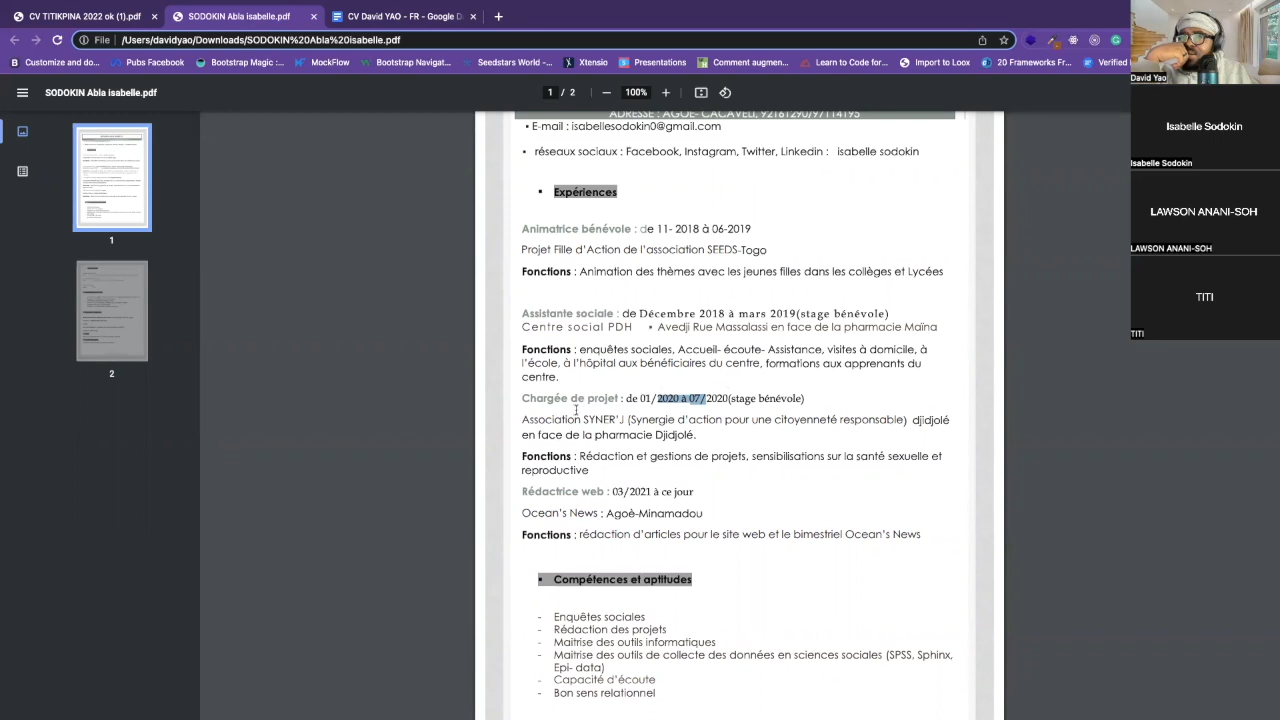 CV TITIKPINA 2022 ok (1).pdf
SODOKIN Abla isabelle.pdf
CV David YAO - FR - Google D
File
/Users/davidyao/Downloads/SODOKIN%20Abla%20isabelle.pdf
Customize and do...
Pubs Facebook
Bootstrap Magic :...
MockFlow
Bootstrap Navigat...
Seedstars World -...
Xtensio
Presentations
Comment augmen...
Learn to Code for...
Import to Loox
20 Frameworks Fr...
Verified
SODOKIN Abla isabelle.pdf
1 / 2
100%
1
2
ADRESSE : AGOE- CACAVELI, 92161290/97114195
▪ E-mail : isabellesodokin0@gmail.com
▪ réseaux sociaux : Facebook, Instagram, Twitter, Linkedin : isabelle sodokin
▪ Expériences
Animatrice bénévole : de 11- 2018 à 06-2019
Projet Fille d'Action de l'association SEEDS-Togo
Fonctions : Animation des thèmes avec les jeunes filles dans les collèges et Lycées
Assistante sociale : de Décembre 2018 à mars 2019(stage bénévole)
Centre social PDH ▪ Avedji Rue Massalassi en face de la pharmacie Maïna
Fonctions : enquêtes sociales, Accueil- écoute- Assistance, visites à domicile, à
l'école, à l'hôpital aux bénéficiaires du centre, formations aux apprenants du
centre.
Chargée de projet : de 01/2020 à 07/2020(stage bénévole)
Association SYNER'J (Synergie d'action pour une citoyenneté responsable) djidjolé
en face de la pharmacie Djidjolé.
Fonctions : Rédaction et gestions de projets, sensibilisations sur la santé sexuelle et
reproductive
Rédactrice web : 03/2021 à ce jour
Ocean's News : Agoè-Minamadou
Fonctions : rédaction d'articles pour le site web et le bimestriel Ocean's News
▪ Compétences et aptitudes
- Enquêtes sociales
- Rédaction des projets
- Maitrise des outils informatiques
- Maitrise des outils de collecte des données en sciences sociales (SPSS, Sphinx,
Epi- data)
- Capacité d'écoute
- Bon sens relationnel
David Yao
Isabelle Sodokin
Isabelle Sodokin
LAWSON ANANI-SOH
LAWSON ANANI-SOH
TITI
TITI